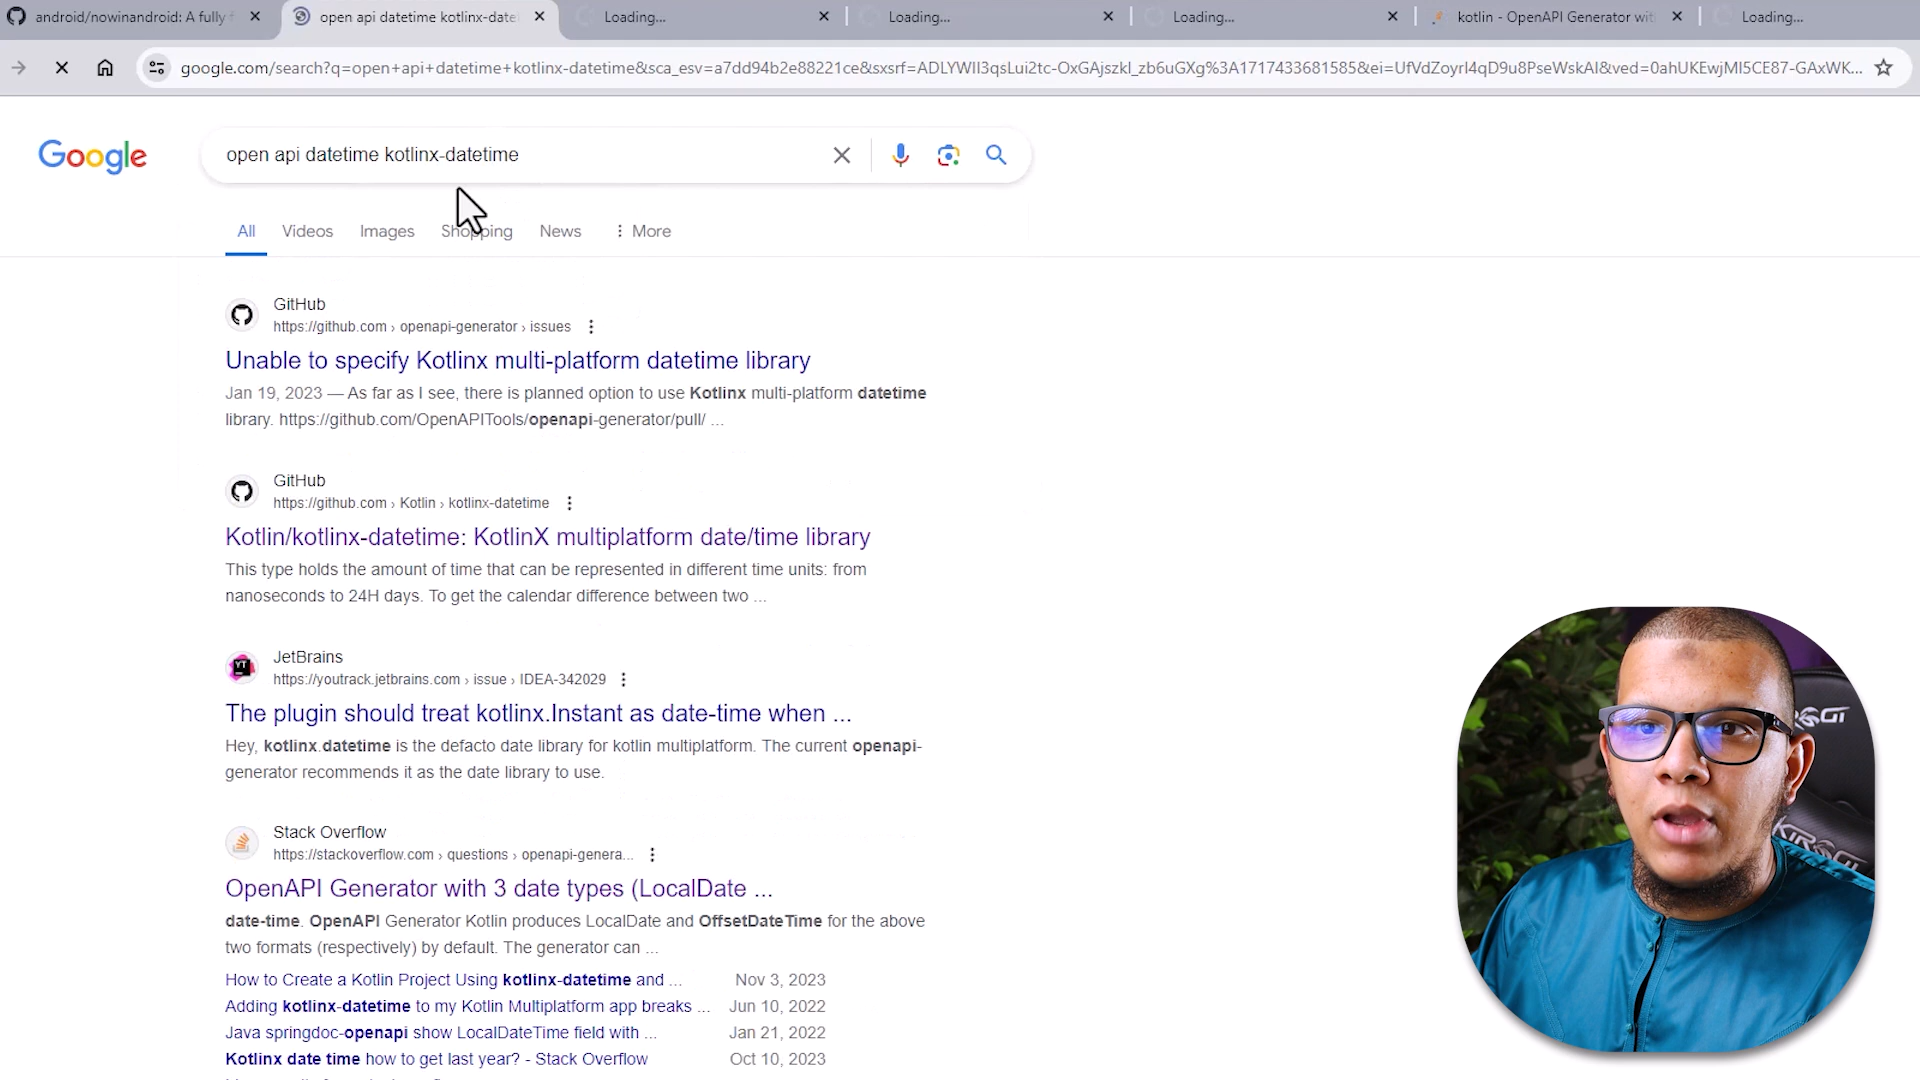 android/nowinandroid: A fully f
open api datetime kotlinx-date
Loading...
Loading...
Loading...
kotlin - OpenAPI Generator wit
Loading...
google.com/search?q=open+api+datetime+kotlinx-datetime&sca_esv=a7dd94b2e88221ce&sxsrf=ADLYWII3qsLui2tc-OxGAjszkl_zb6uGXg%3A1717433681585&ei=UfVdZoyrI4qD9u8PseWskAI&ved=0ahUKEwjMI5CE87-GAxWK...
Google
open api datetime kotlinx-datetime
All
Videos
Images
Shopping
News
More
GitHub
https://github.com › openapi-generator › issues
Unable to specify Kotlinx multi-platform datetime library
Jan 19, 2023 — As far as I see, there is planned option to use Kotlinx multi-platform datetime
library. https://github.com/OpenAPITools/openapi-generator/pull/ ...
GitHub
https://github.com › Kotlin › kotlinx-datetime
Kotlin/kotlinx-datetime: KotlinX multiplatform date/time library
This type holds the amount of time that can be represented in different time units: from
nanoseconds to 24H days. To get the calendar difference between two ...
JetBrains
https://youtrack.jetbrains.com › issue › IDEA-342029
The plugin should treat kotlinx.Instant as date-time when ...
Hey, kotlinx.datetime is the defacto date library for kotlin multiplatform. The current openapi-
generator recommends it as the date library to use.
Stack Overflow
https://stackoverflow.com › questions › openapi-genera...
OpenAPI Generator with 3 date types (LocalDate ...
date-time. OpenAPI Generator Kotlin produces LocalDate and OffsetDateTime for the above
two formats (respectively) by default. The generator can ...
How to Create a Kotlin Project Using kotlinx-datetime and ... Nov 3, 2023
Adding kotlinx-datetime to my Kotlin Multiplatform app breaks ... Jun 10, 2022
Java springdoc-openapi show LocalDateTime field with ... Jan 21, 2022
Kotlinx date time how to get last year? - Stack Overflow Oct 10, 2023